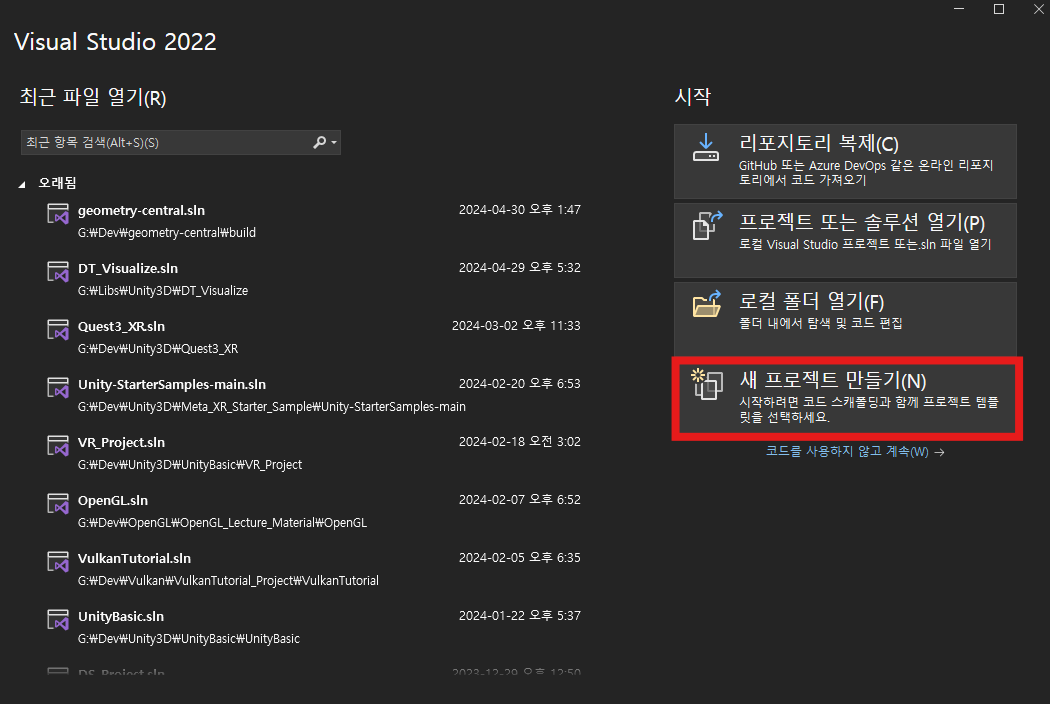 Visual Studio 2022
최근 파일 열기(R)
최근 항목 검색(Alt+S)(S)
오래됨
geometry-central.sln 2024-04-30 오후 1:47
G:₩Dev₩geometry-central₩build
DT_Visualize.sln 2024-04-29 오후 5:32
G:₩Libs₩Unity3D₩DT_Visualize
Quest3_XR.sln 2024-03-02 오후 11:33
G:₩Dev₩Unity3D₩Quest3_XR
Unity-StarterSamples-main.sln 2024-02-20 오후 6:53
G:₩Dev₩Unity3D₩Meta_XR_Starter_Sample₩Unity-StarterSamples-main
VR_Project.sln 2024-02-18 오전 3:02
G:₩Dev₩Unity3D₩UnityBasic₩VR_Project
OpenGL.sln 2024-02-07 오후 6:52
G:₩Dev₩OpenGL₩OpenGL_Lecture_Material₩OpenGL
VulkanTutorial.sln 2024-02-05 오후 6:35
G:₩Dev₩Vulkan₩VulkanTutorial_Project₩VulkanTutorial
UnityBasic.sln 2024-01-22 오후 5:37
G:₩Dev₩Unity3D₩UnityBasic₩UnityBasic
DS_Project.sln 2023-12-29 오후 12:50
시작
리포지토리 복제(C)
GitHub 또는 Azure DevOps 같은 온라인 리포지
토리에서 코드 가져오기
프로젝트 또는 솔루션 열기(P)
로컬 Visual Studio 프로젝트 또는.sln 파일 열기
로컬 폴더 열기(F)
폴더 내에서 탐색 및 코드 편집
새 프로젝트 만들기(N)
시작하려면 코드 스캐폴딩과 함께 프로젝트 템플
릿을 선택하세요.
코드를 사용하지 않고 계속(W) →